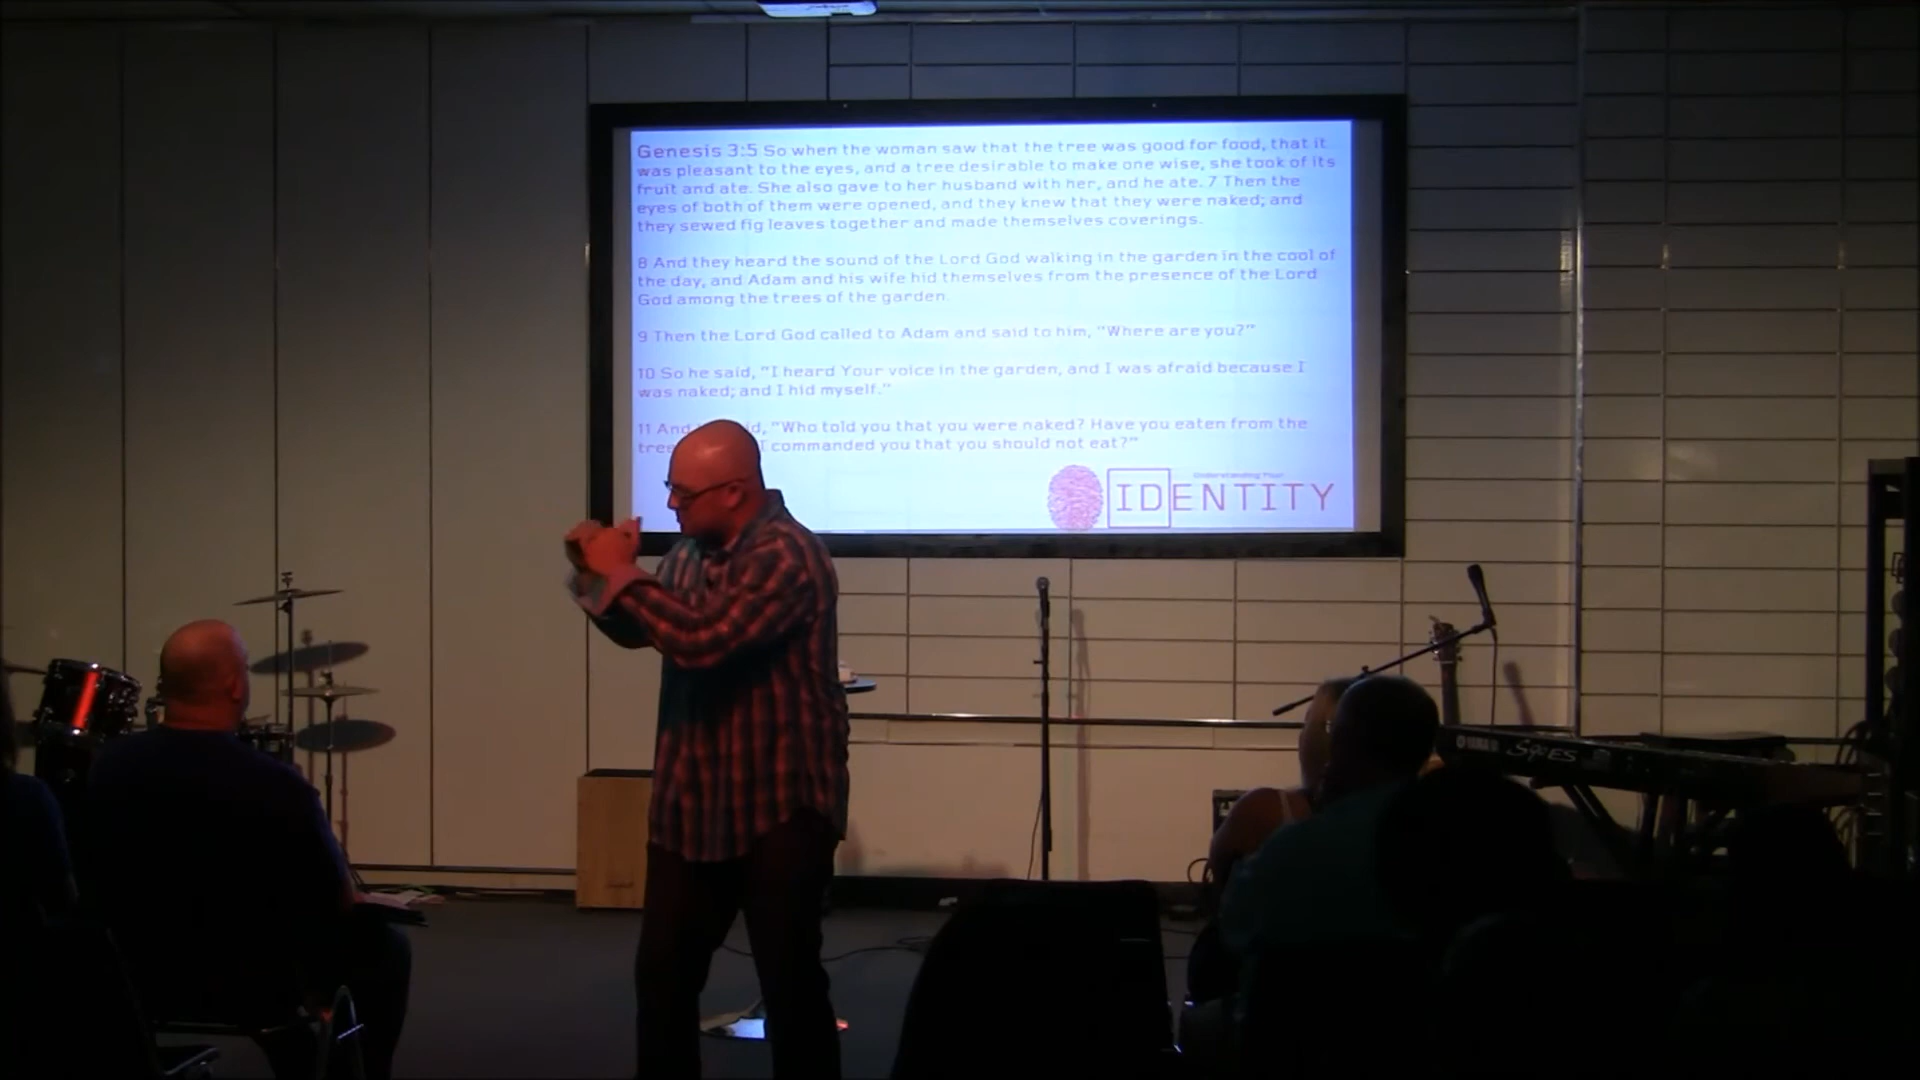 Genesis 3:5 So when the woman saw that the tree was good for food, that it
was pleasant to the eyes, and a tree desirable to make one wise, she took of its
fruit and ate. She also gave to her husband with her, and he ate. 7 Then the
eyes of both of them were opened, and they knew that they were naked; and
they sewed fig leaves together and made themselves coverings.
8 And they heard the sound of the Lord God walking in the garden in the cool of
the day, and Adam and his wife hid themselves from the presence of the Lord
God among the trees of the garden.
9 Then the Lord God called to Adam and said to him, "Where are you?"
10 So he said, "I heard Your voice in the garden, and I was afraid because I
was naked; and I hid myself."
11 And "Who told you that you were naked? Have you eaten from the
tree I commanded you that you should not eat?"
Understanding Your
IDENTITY
YAMAHA